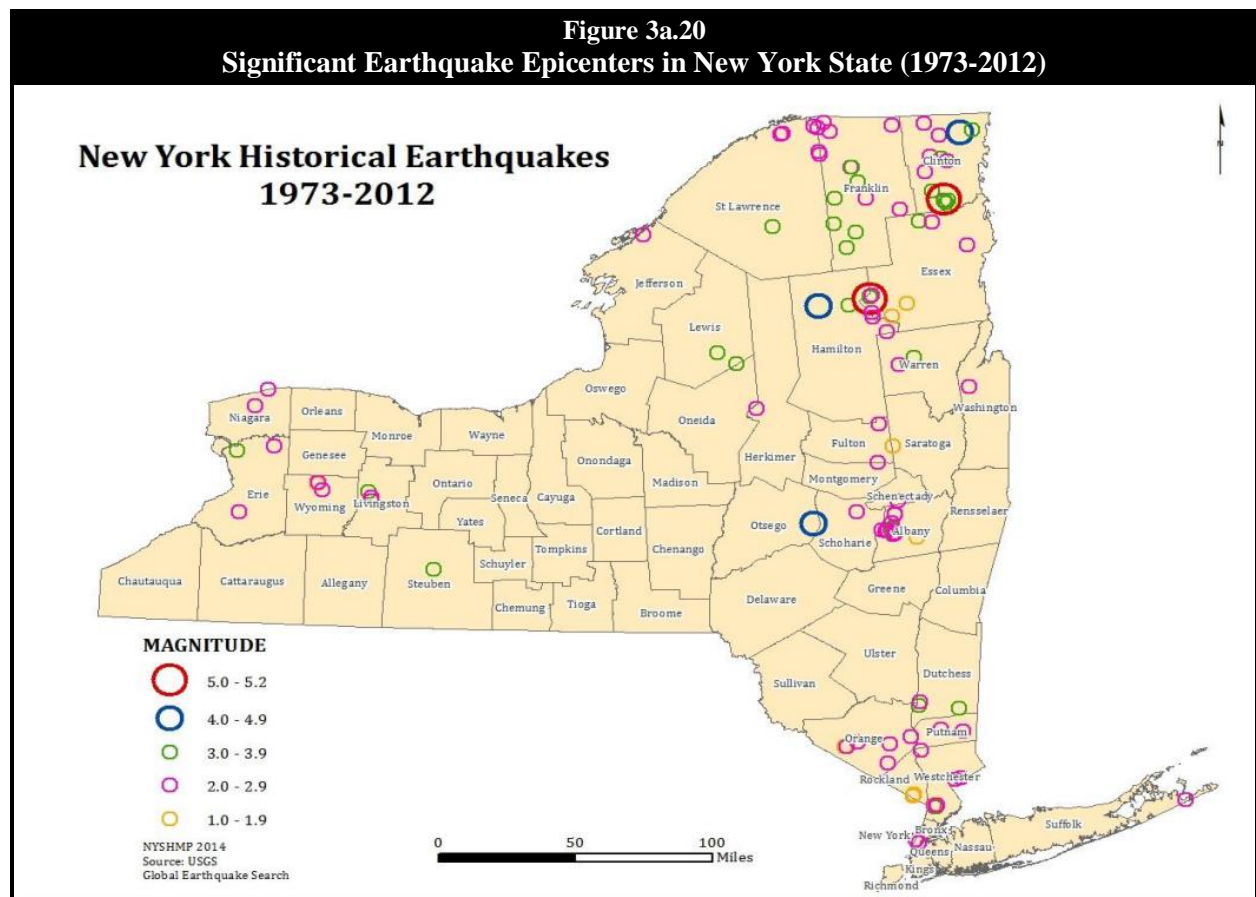 Figure 3a.20
Significant Earthquake Epicenters in New York State (1973-2012)
New York Historical Earthquakes
1973-2012
Clinton
Franklin
St Lawrence
Essex
Jefferson
Lewis
Hamilton
Warren
Oswego
Washington
Niagara
Orleans
Monroe
Wayne
Oneida
Fulton
Saratoga
Genesee
Onondaga
Herkimer
Ontario
Madison
Montgomery
Erie
Wyoming
Livingston
Seneca
Cayuga
Schenectady
Rensselaer
Yates
Cortland
Otsego
Schoharie
Albany
Tompkins
Chenango
Schuyler
Chautauqua
Cattaraugus
Allegany
Steuben
Greene
Columbia
Chemung
Tioga
Broome
Delaware
Ulster
Dutchess
Sullivan
Orange
Putnam
Rockland
Westchester
Suffolk
New York
Bronx
Queens
Nassau
Kings
Richmond
MAGNITUDE
5.0 - 5.2
4.0 - 4.9
3.0 - 3.9
2.0 - 2.9
1.0 - 1.9
NYSHMP 2014
Source: USGS
Global Earthquake Search
0 50 100
Miles